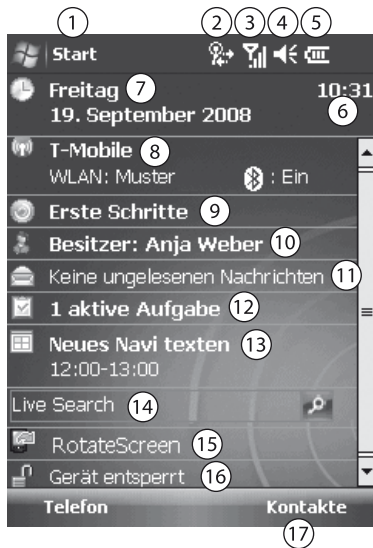 1 2 3 4 5
Start
Freitag 7 10:31
19. September 2008 6
T-Mobile 8
WLAN: Muster : Ein
Erste Schritte 9
Besitzer: Anja Weber 10
Keine ungelesenen Nachrichten 11
1 aktive Aufgabe 12
Neues Navi texten 13
12:00-13:00
Live Search 14
RotateScreen 15
Gerät entsperrt 16
Telefon Kontakte
17